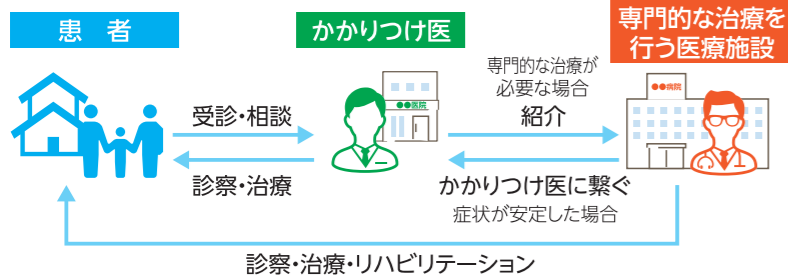 患者
かかりつけ医
専門的な治療を
行う医療施設
●●医院
●●病院
受診・相談
診察・治療
専門的な治療が
必要な場合
紹介
かかりつけ医に繋ぐ
症状が安定した場合
診察・治療・リハビリテーション